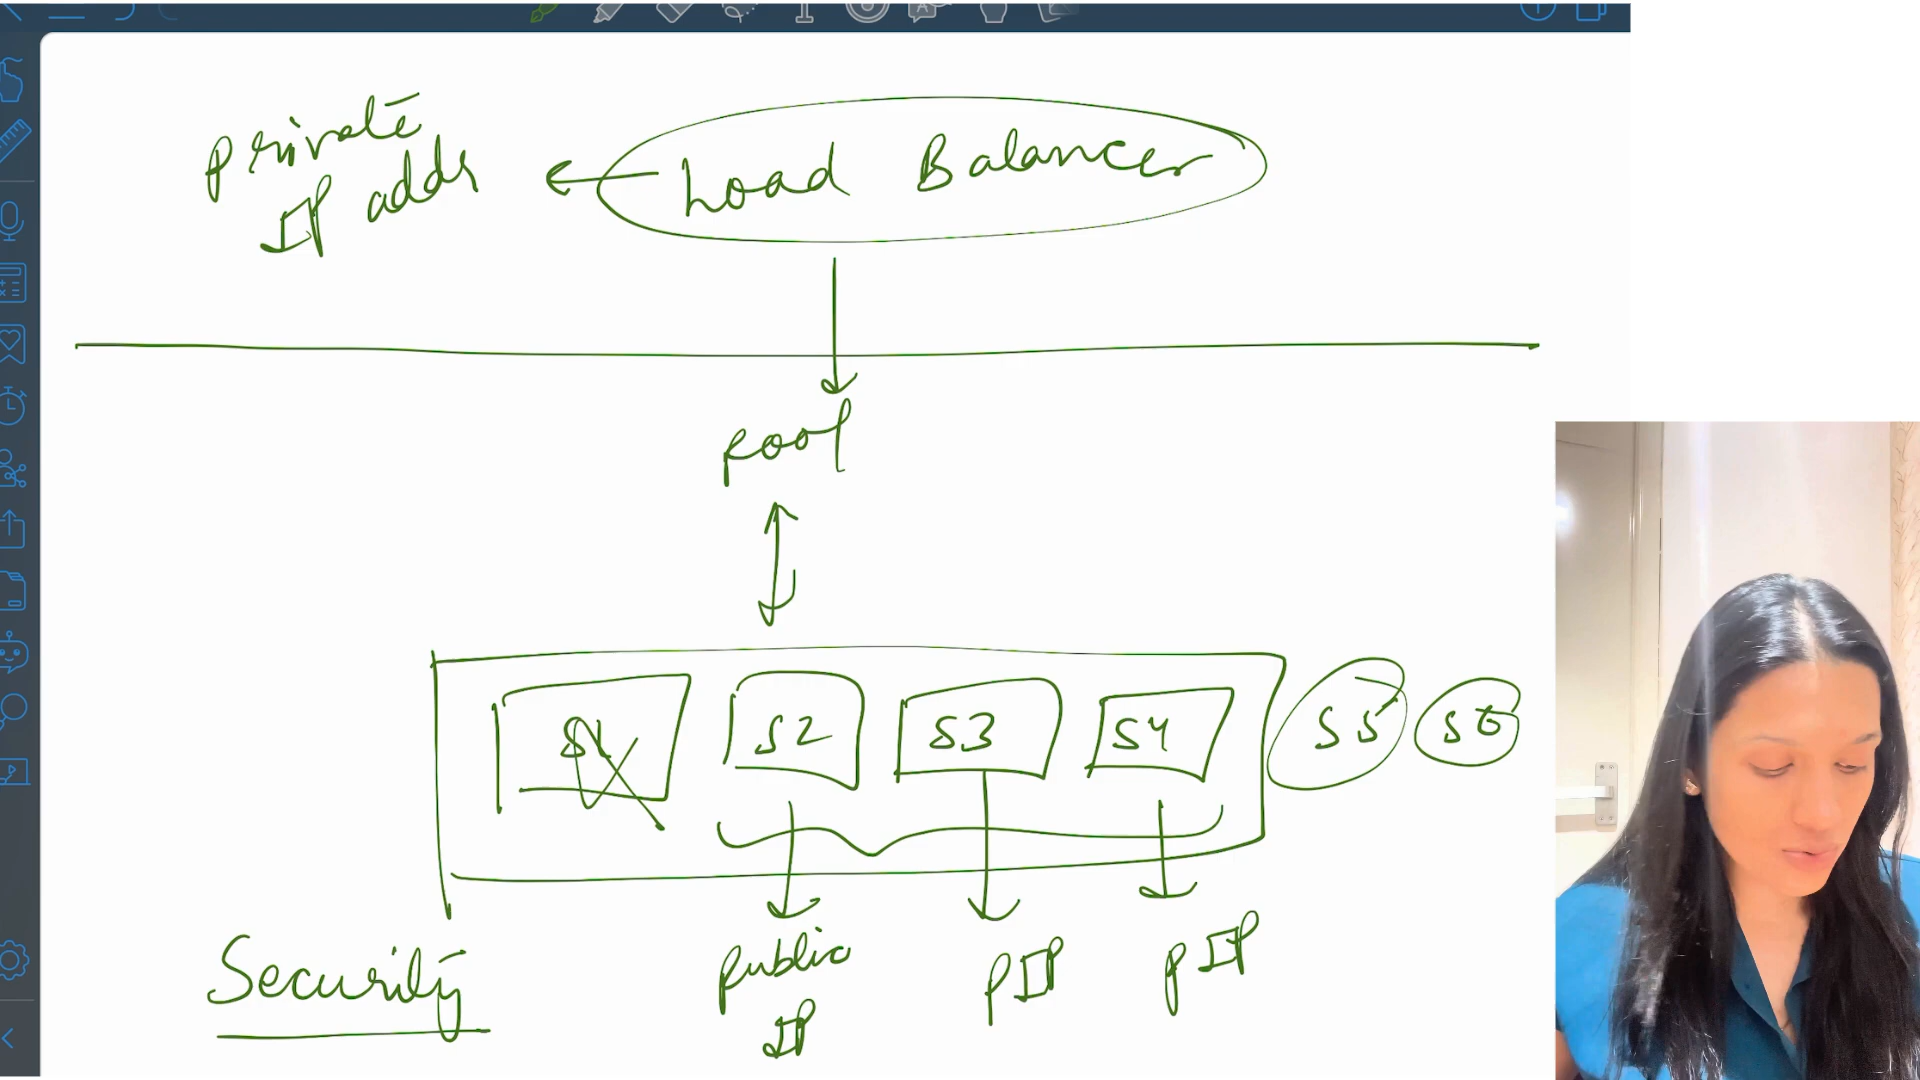 private
IP addr
Load Balancer
pool
S1 S2 S3 S4 S5 S6
Security
public
IP
pIP
pIP